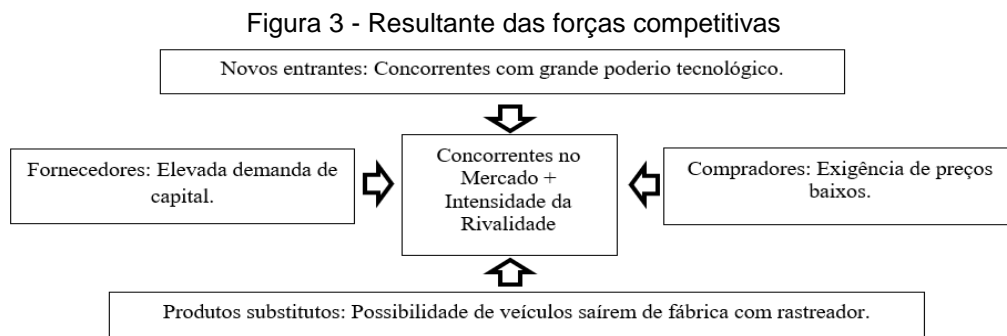 Figura 3 - Resultante das forças competitivas
Novos entrantes: Concorrentes com grande poderio tecnológico.
Fornecedores: Elevada demanda de
capital.
Concorrentes no
Mercado +
Intensidade da
Rivalidade
Compradores: Exigência de preços
baixos.
Produtos substitutos: Possibilidade de veículos saírem de fábrica com rastreador.